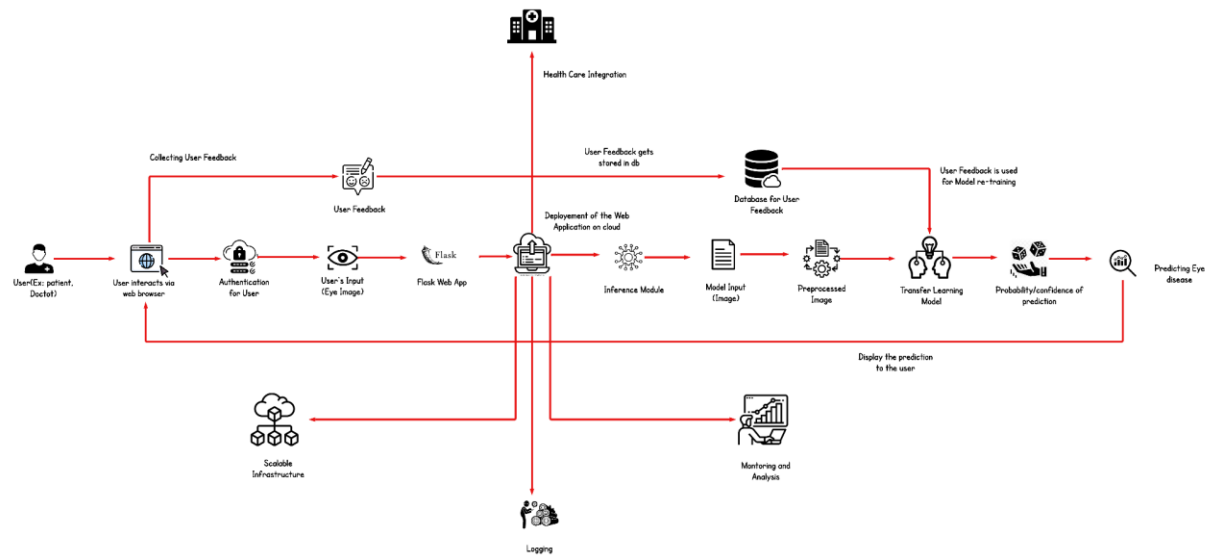 Health Care Integration
Collecting User Feedback
User Feedback gets
stored in db
User Feedback is used
for Model re-training
User Feedback
Database for User
Feedback
Deployement of the Web
Application on cloud
Flask
User(Ex: patient,
Doctot)
User interacts via
web browser
Authentication
for User
User's Input
(Eye Image)
Flask Web App
Inference Module
Model Input
(Image)
Preprocessed
Image
Transfer Learning
Model
Probability/confidence of
prediction
Predicting Eye
disease
Display the prediction
to the user
Scalable
Infrastructure
Montoring and
Analysis
Logging